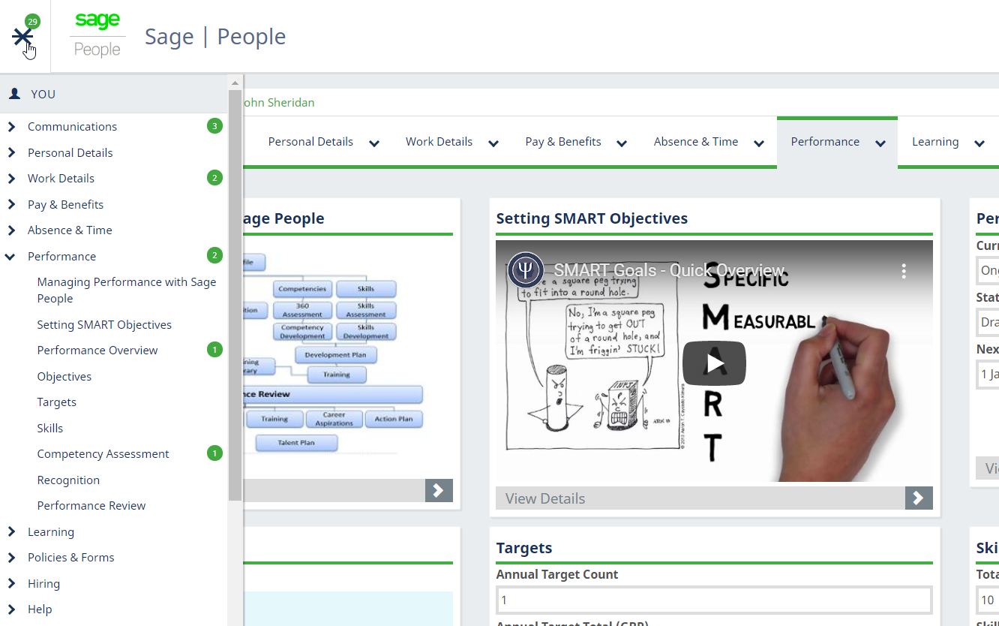 29
sage
People
Sage | People
YOU
Communications 3
Personal Details
Work Details 2
Pay & Benefits
Absence & Time
Performance 2
Managing Performance with Sage
People
Setting SMART Objectives
Performance Overview 1
Objectives
Targets
Skills
Competency Assessment 1
Recognition
Performance Review
Learning
Policies & Forms
Hiring
Help
ohn Sheridan
Personal Details
Work Details
Pay & Benefits
Absence & Time
Performance
Learning
age People
file
Competencies
Skills
ition
360
Assessment
Skills
Assessment
Competency
Development
Skills
Development
Development Plan
ning
rary
Training
nce Review
Training
Career
Aspirations
Action Plan
Talent Plan
Setting SMART Objectives
SMART Goals - Quick Overview
e a square peg trying
to fit into a round hole.
No, I'm a square peg
trying to get OUT
of a round hole, and
I'm friggin' STUCK!
SPECIFIC
MEASURABL
A
R
T
View Details
Targets
Annual Target Count
1
Annual Target Total (GBP)
Per
Curr
Ong
Stat
Dra
Nex
1 Ja
Vi
Ski
Tota
10
Skil